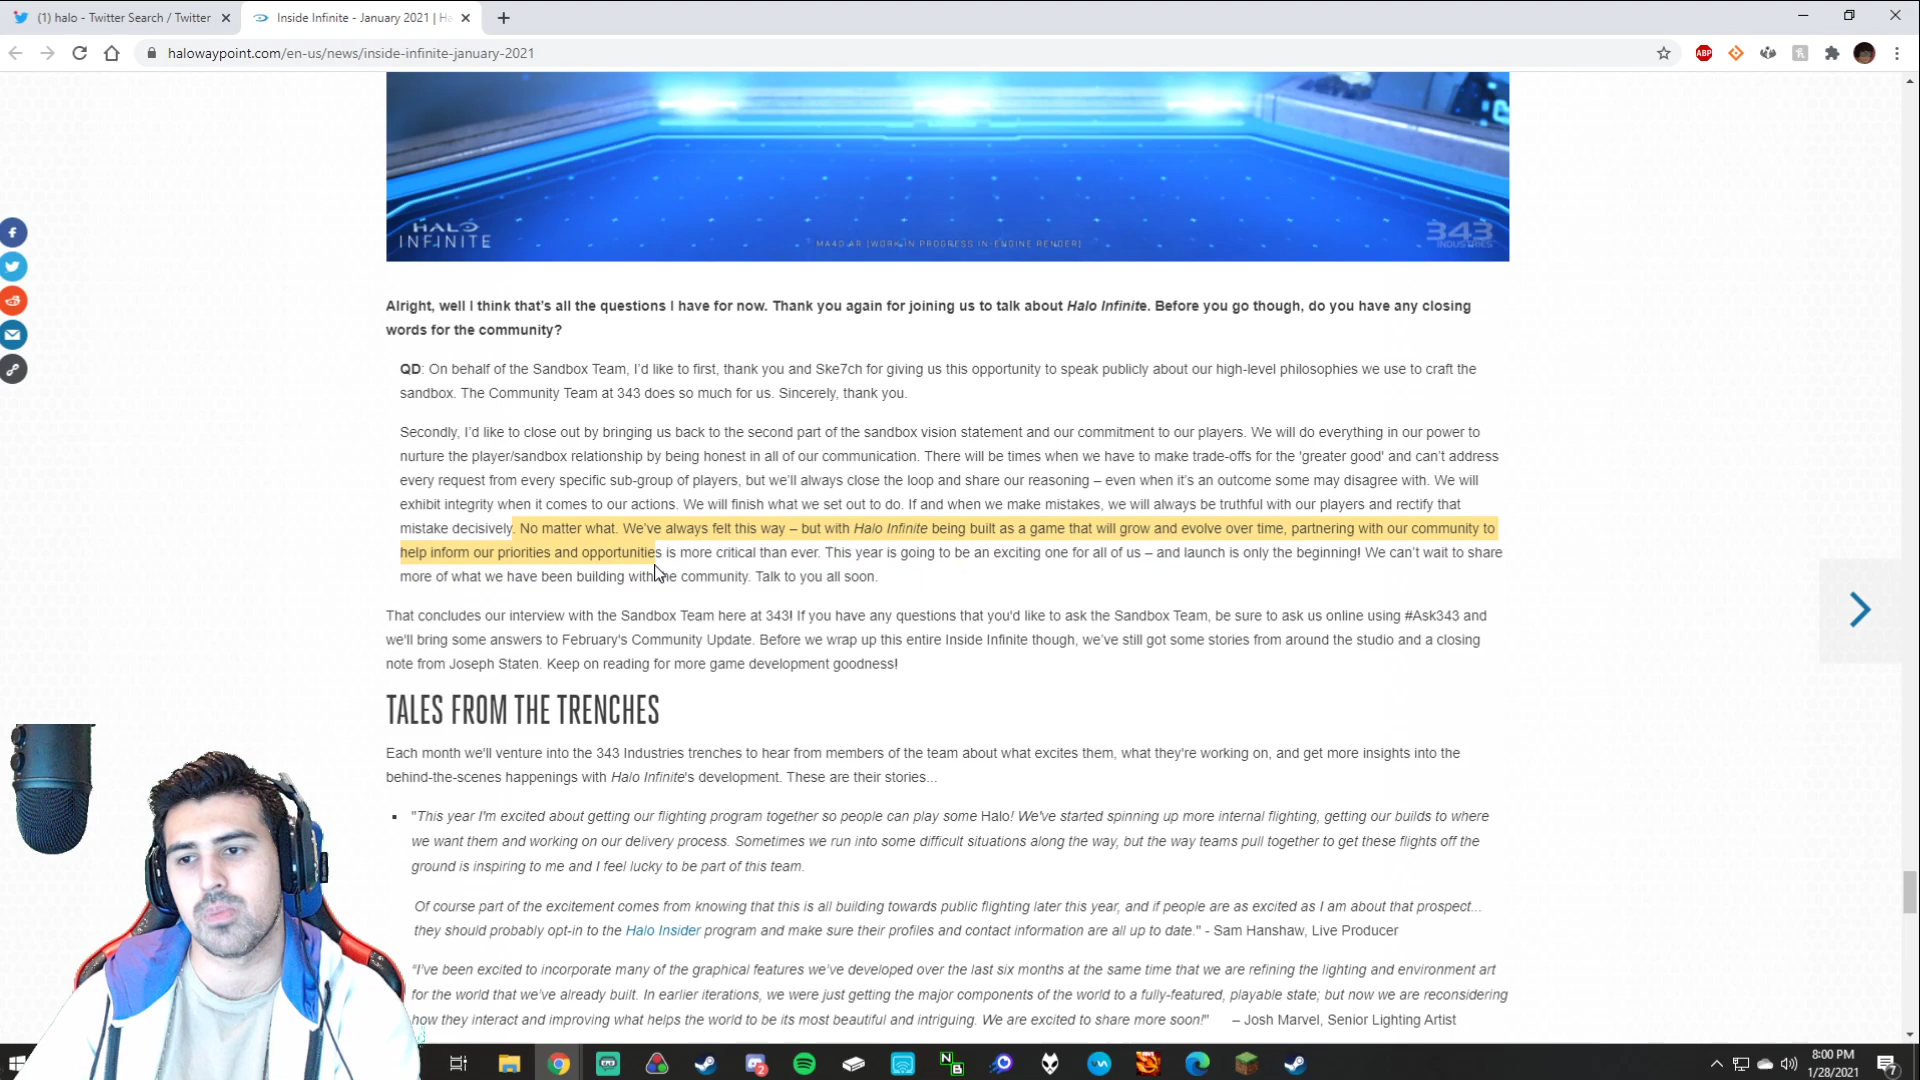 (1) halo - Twitter Search / Twitter
Inside Infinite - January 2021 | Ha
halowaypoint.com/en-us/news/inside-infinite-january-2021
ABP
HALO
INFINITE
MA40 AR [WORK IN PROGRESS IN-ENGINE RENDER]
343
INDUSTRIES
Alright, well I think that's all the questions I have for now. Thank you again for joining us to talk about Halo Infinite. Before you go though, do you have any closing
words for the community?
QD: On behalf of the Sandbox Team, I'd like to first, thank you and Ske7ch for giving us this opportunity to speak publicly about our high-level philosophies we use to craft the
sandbox. The Community Team at 343 does so much for us. Sincerely, thank you.
Secondly, I'd like to close out by bringing us back to the second part of the sandbox vision statement and our commitment to our players. We will do everything in our power to
nurture the player/sandbox relationship by being honest in all of our communication. There will be times when we have to make trade-offs for the 'greater good' and can't address
every request from every specific sub-group of players, but we'll always close the loop and share our reasoning – even when it's an outcome some may disagree with. We will
exhibit integrity when it comes to our actions. We will finish what we set out to do. If and when we make mistakes, we will always be truthful with our players and rectify that
mistake decisively. No matter what. We've always felt this way – but with Halo Infinite being built as a game that will grow and evolve over time, partnering with our community to
help inform our priorities and opportunities is more critical than ever. This year is going to be an exciting one for all of us – and launch is only the beginning! We can't wait to share
more of what we have been building with he community. Talk to you all soon.
That concludes our interview with the Sandbox Team here at 343! If you have any questions that you'd like to ask the Sandbox Team, be sure to ask us online using #Ask343 and
we'll bring some answers to February's Community Update. Before we wrap up this entire Inside Infinite though, we've still got some stories from around the studio and a closing
note from Joseph Staten. Keep on reading for more game development goodness!
TALES FROM THE TRENCHES
Each month we'll venture into the 343 Industries trenches to hear from members of the team about what excites them, what they're working on, and get more insights into the
behind-the-scenes happenings with Halo Infinite's development. These are their stories...
"This year I'm excited about getting our flighting program together so people can play some Halo! We've started spinning up more internal flighting, getting our builds to where
we want them and working on our delivery process. Sometimes we run into some difficult situations along the way, but the way teams pull together to get these flights off the
ground is inspiring to me and I feel lucky to be part of this team.
Of course part of the excitement comes from knowing that this is all building towards public flighting later this year, and if people are as excited as I am about that prospect...
they should probably opt-in to the Halo Insider program and make sure their profiles and contact information are all up to date." - Sam Hanshaw, Live Producer
"I've been excited to incorporate many of the graphical features we've developed over the last six months at the same time that we are refining the lighting and environment art
for the world that we've already built. In earlier iterations, we were just getting the major components of the world to a fully-featured, playable state; but now we are reconsidering
how they interact and improving what helps the world to be its most beautiful and intriguing. We are excited to share more soon!" – Josh Marvel, Senior Lighting Artist
2
N
B
8:00 PM
1/28/2021
7